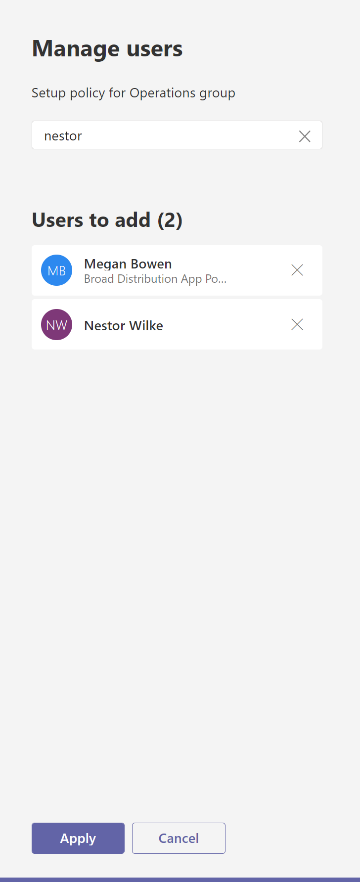 Manage users
Setup policy for Operations group
nestor
Users to add (2)
MB
Megan Bowen
Broad Distribution App Po...
NW
Nestor Wilke
Apply
Cancel